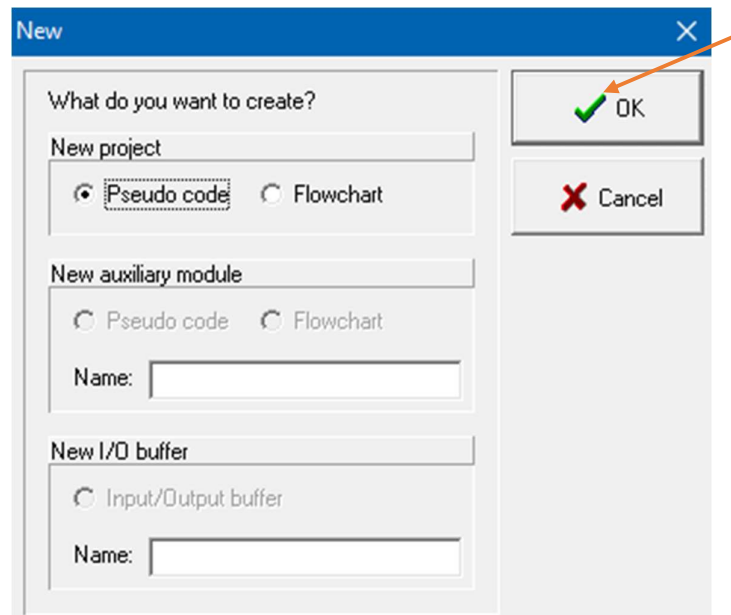 New
What do you want to create?
OK
New project
Pseudo code Flowchart
Cancel
New auxiliary module
Pseudo code Flowchart
Name:
New I/O buffer
Input/Output buffer
Name: